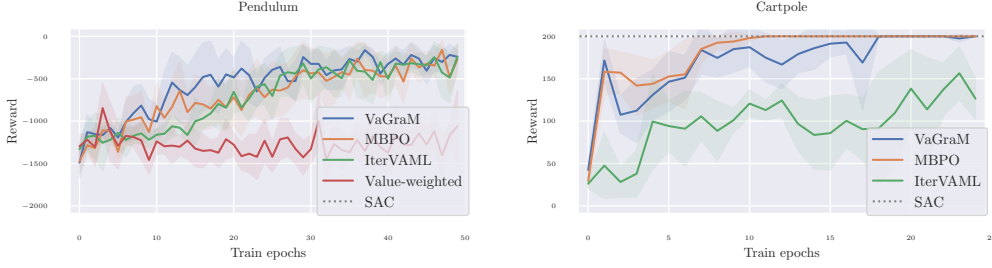 Pendulum
0
−500
−1000
−1500
−2000
Reward
0
10
20
30
40
50
Train epochs
VaGraM
MBPO
IterVAML
Value-weighted
SAC
Cartpole
200
150
100
50
0
Reward
0
5
10
15
20
2
Train epochs
VaGraM
MBPO
IterVAML
SAC